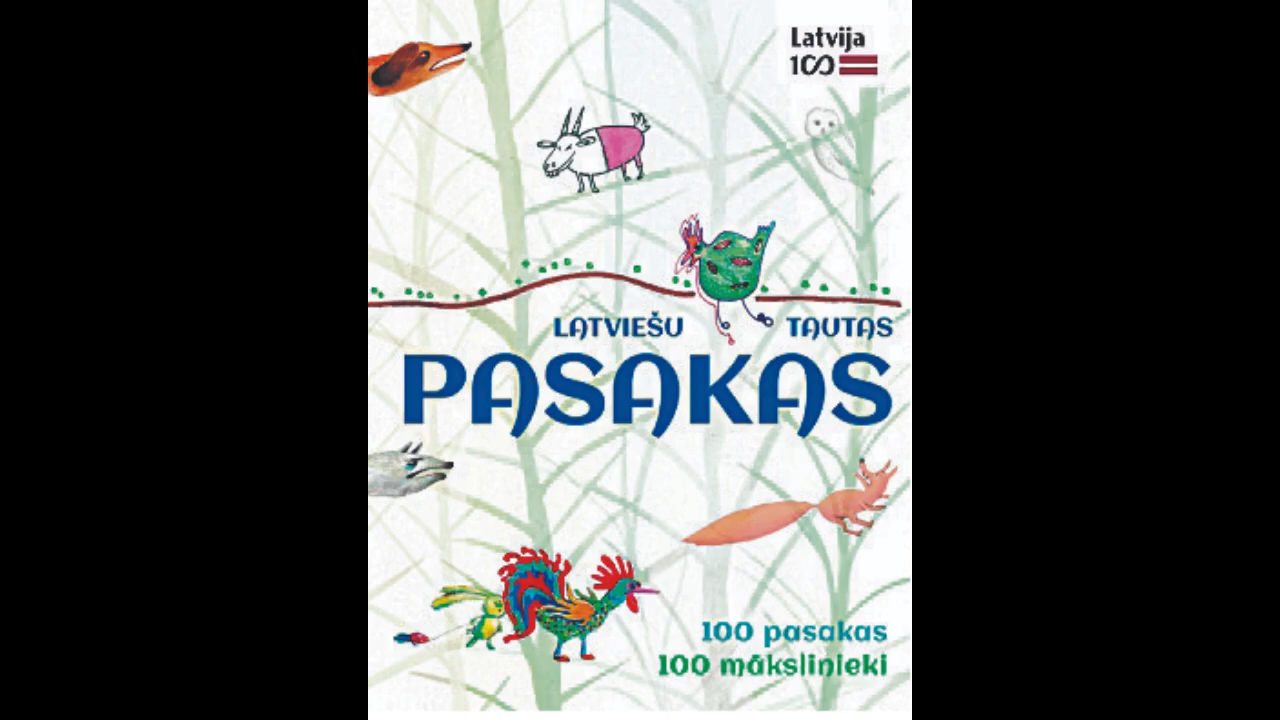 Latvija
100
LATVIEŠU TAUTAS
PASAKAS
100 pasakas
100 mākslinieki